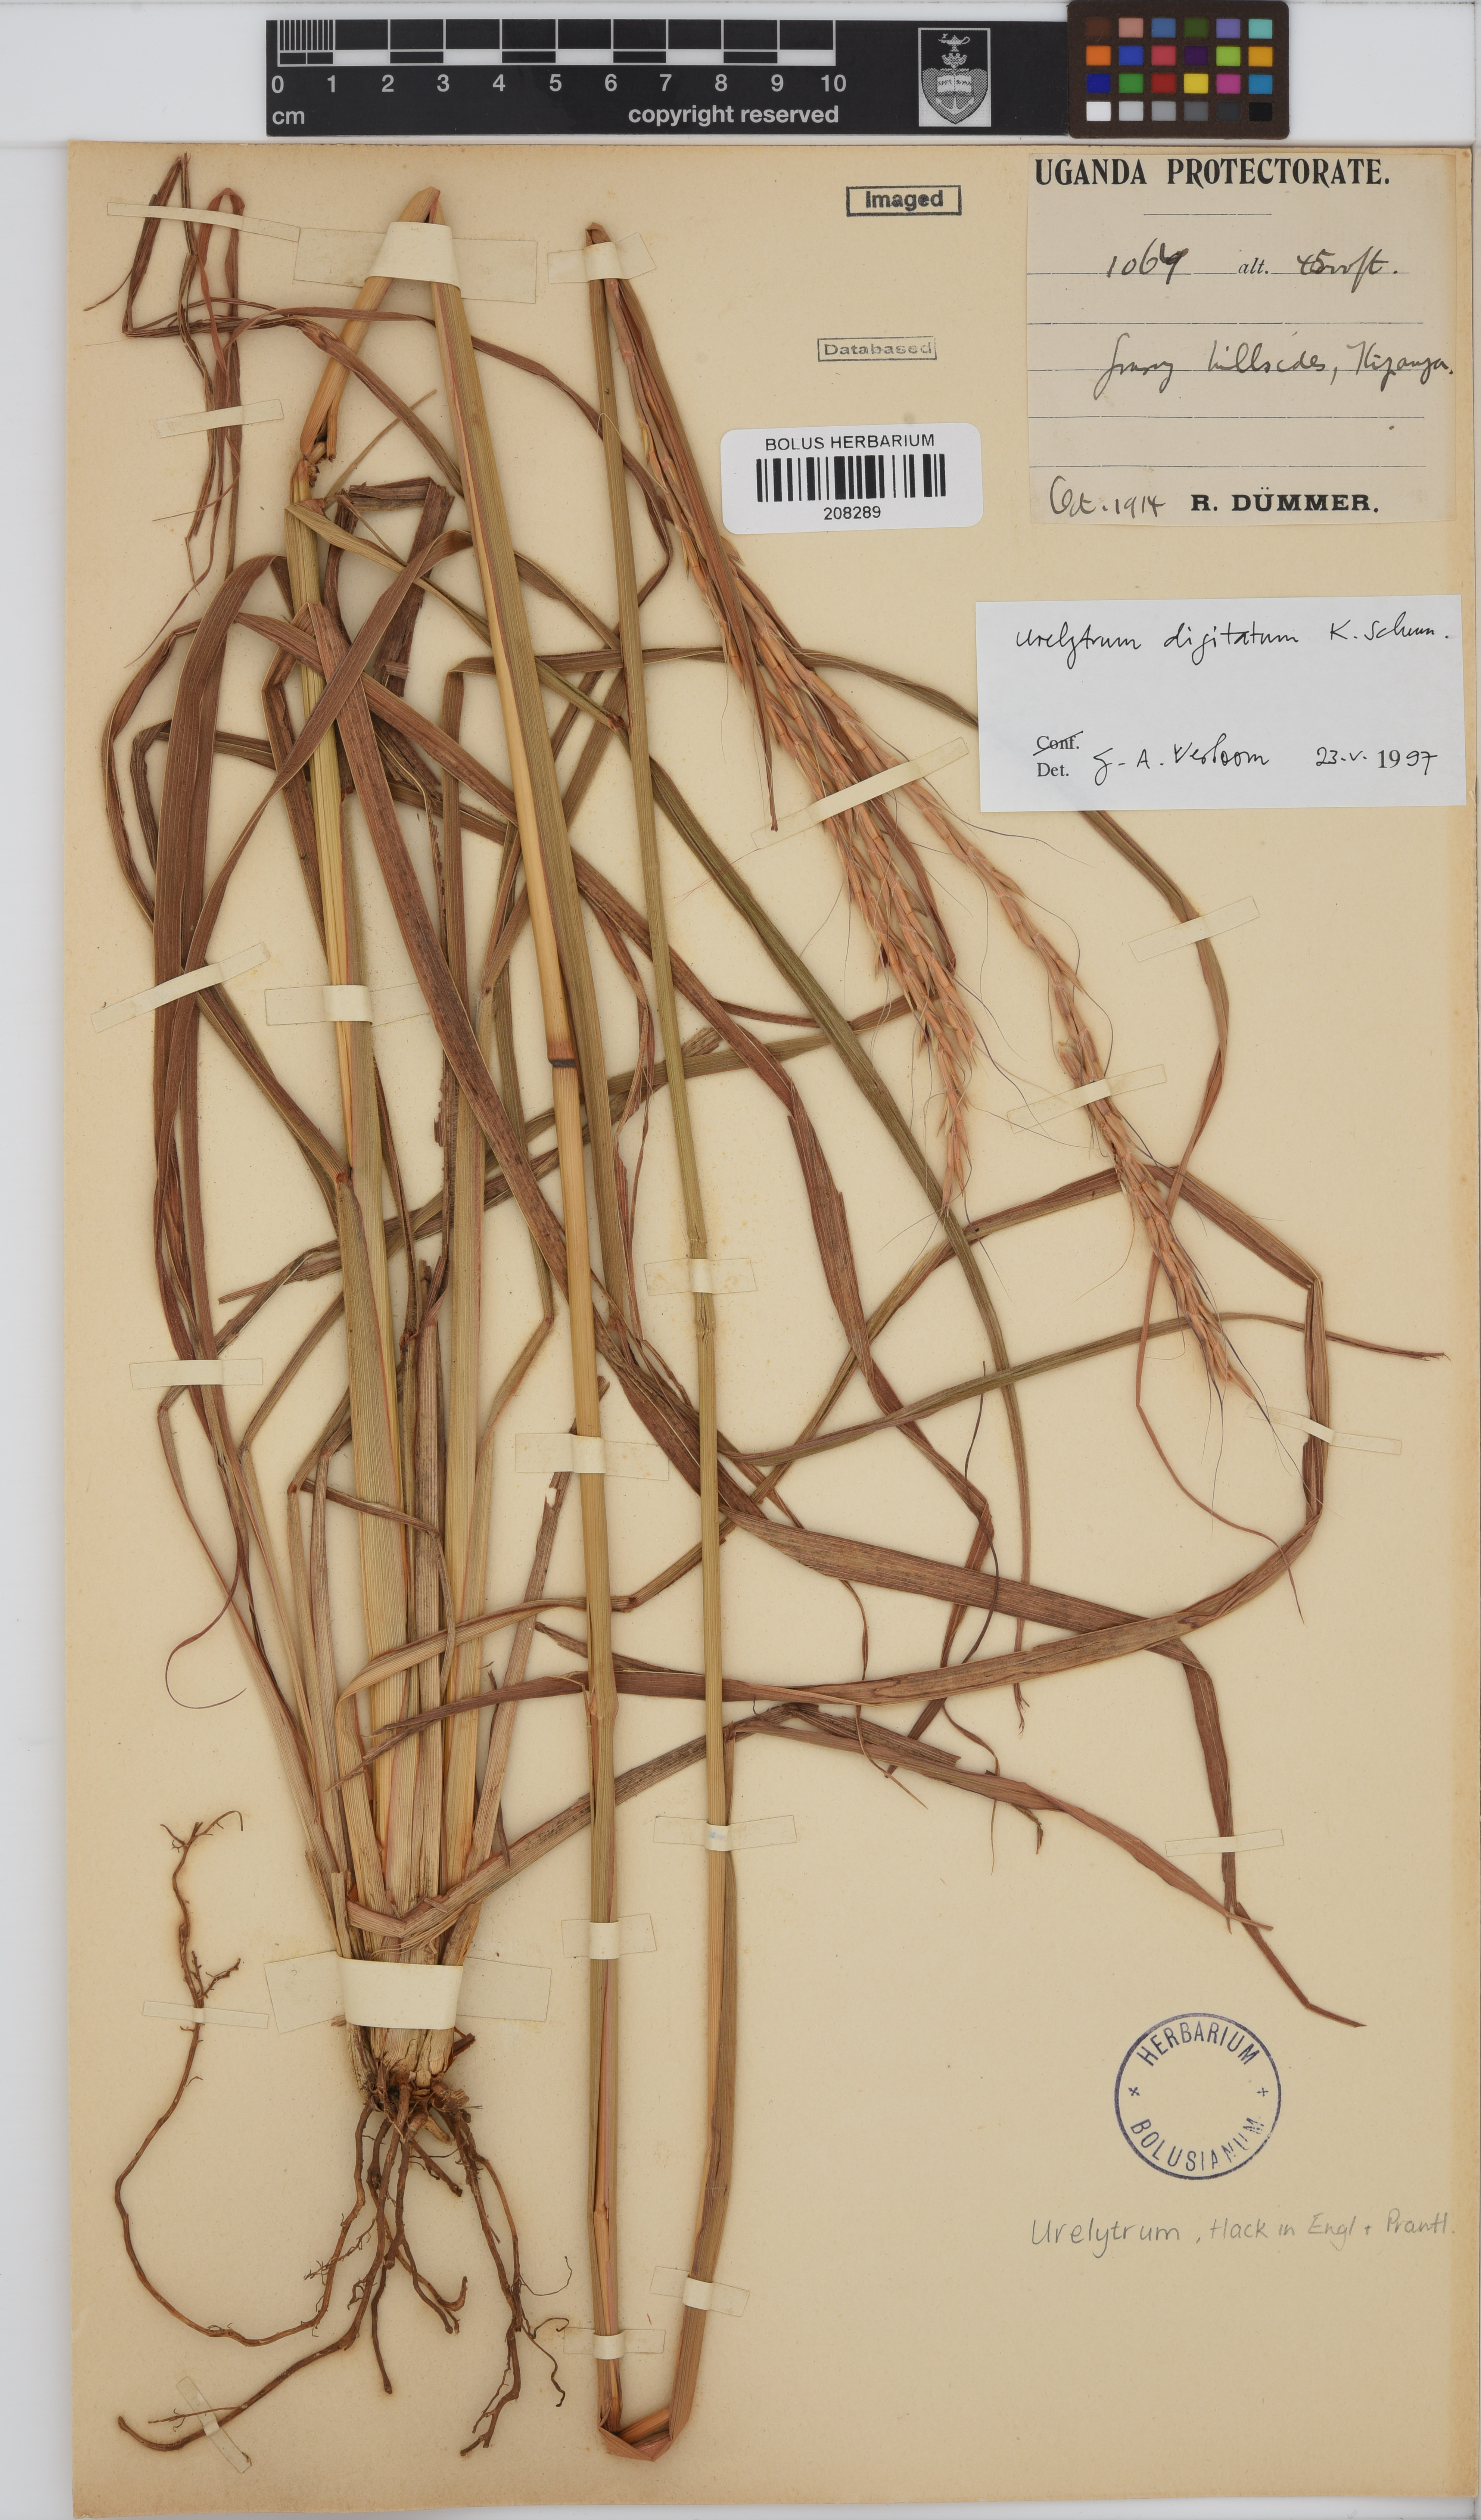 0 1 2 3 4 5 6 7 8 9 10
cm
copyright reserved
Imaged
Databased
BOLUS HERBARIUM
208289
UGANDA PROTECTORATE.
1064 alt. 4500ft.
hillsides,
Oct. 1914 R. DÜMMER.
Urelytrum digitatum K. Schum.
Conf.
Det. G. A. Verboom 23.V. 1997
HERBARIUM
BOLUSIANUM
Urelytrum, Hack in Engl + Prantl.